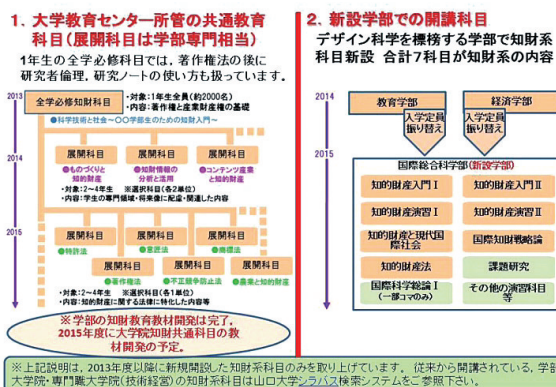 1．大学教育センター所管の共通教育
科目（展開科目は学部専門相当）
1年生の全学必修科目では，著作権法の後に
研究者倫理，研究ノートの使い方も扱っています。
2013
全学必修知財科目
・対象：1年生全員（約2000名）
・内容：著作権と産業財産権の基礎
●科学技術と社会～○○学部生のための知財入門～
2014
展開科目
展開科目
展開科目
●ものづくりと
知的財産
●知財情報の
分析と活用
●コンテンツ産業
と知的財産
・対象：2～4年生　※選択科目（各2単位）
・内容：学生の専門領域・将来像に配慮・関連した内容
2015
展開科目
展開科目
展開科目
●特許法
●意匠法
●商標法
展開科目
展開科目
展開科目
●著作権法
●不正競争防止法
●農業と知的財産
・対象：2～4年生　※選択科目（各1単位）
・内容：知的財産に関する法律に特化した内容等
※学部の知財教育教材開発は完了，
2015年度に大学院知財共通科目の教
材開発の予定。
2．新設学部での開講科目
デザイン科学を標榜する学部で知財系
科目新設　合計7科目が知財系の内容
2014
教育学部
経済学部
入学定員
振り替え
入学定員
振り替え
2015
国際総合科学部（新設学部）
知的財産入門Ⅰ
知的財産入門Ⅱ
知的財産演習Ⅰ
知的財産演習Ⅱ
知的財産と現代国
際社会
国際知財戦略論
知的財産法
課題研究
国際科学総論Ⅰ
（一部コマのみ）
その他の演習科目
等
※上記説明は，2013年度以降に新規開設した知財系科目のみを取り上げています。 従来から開講されている，学部
大学院・専門職大学院（技術経営）の知財系科目は山口大学シラバス検索システムをご参照下さい。